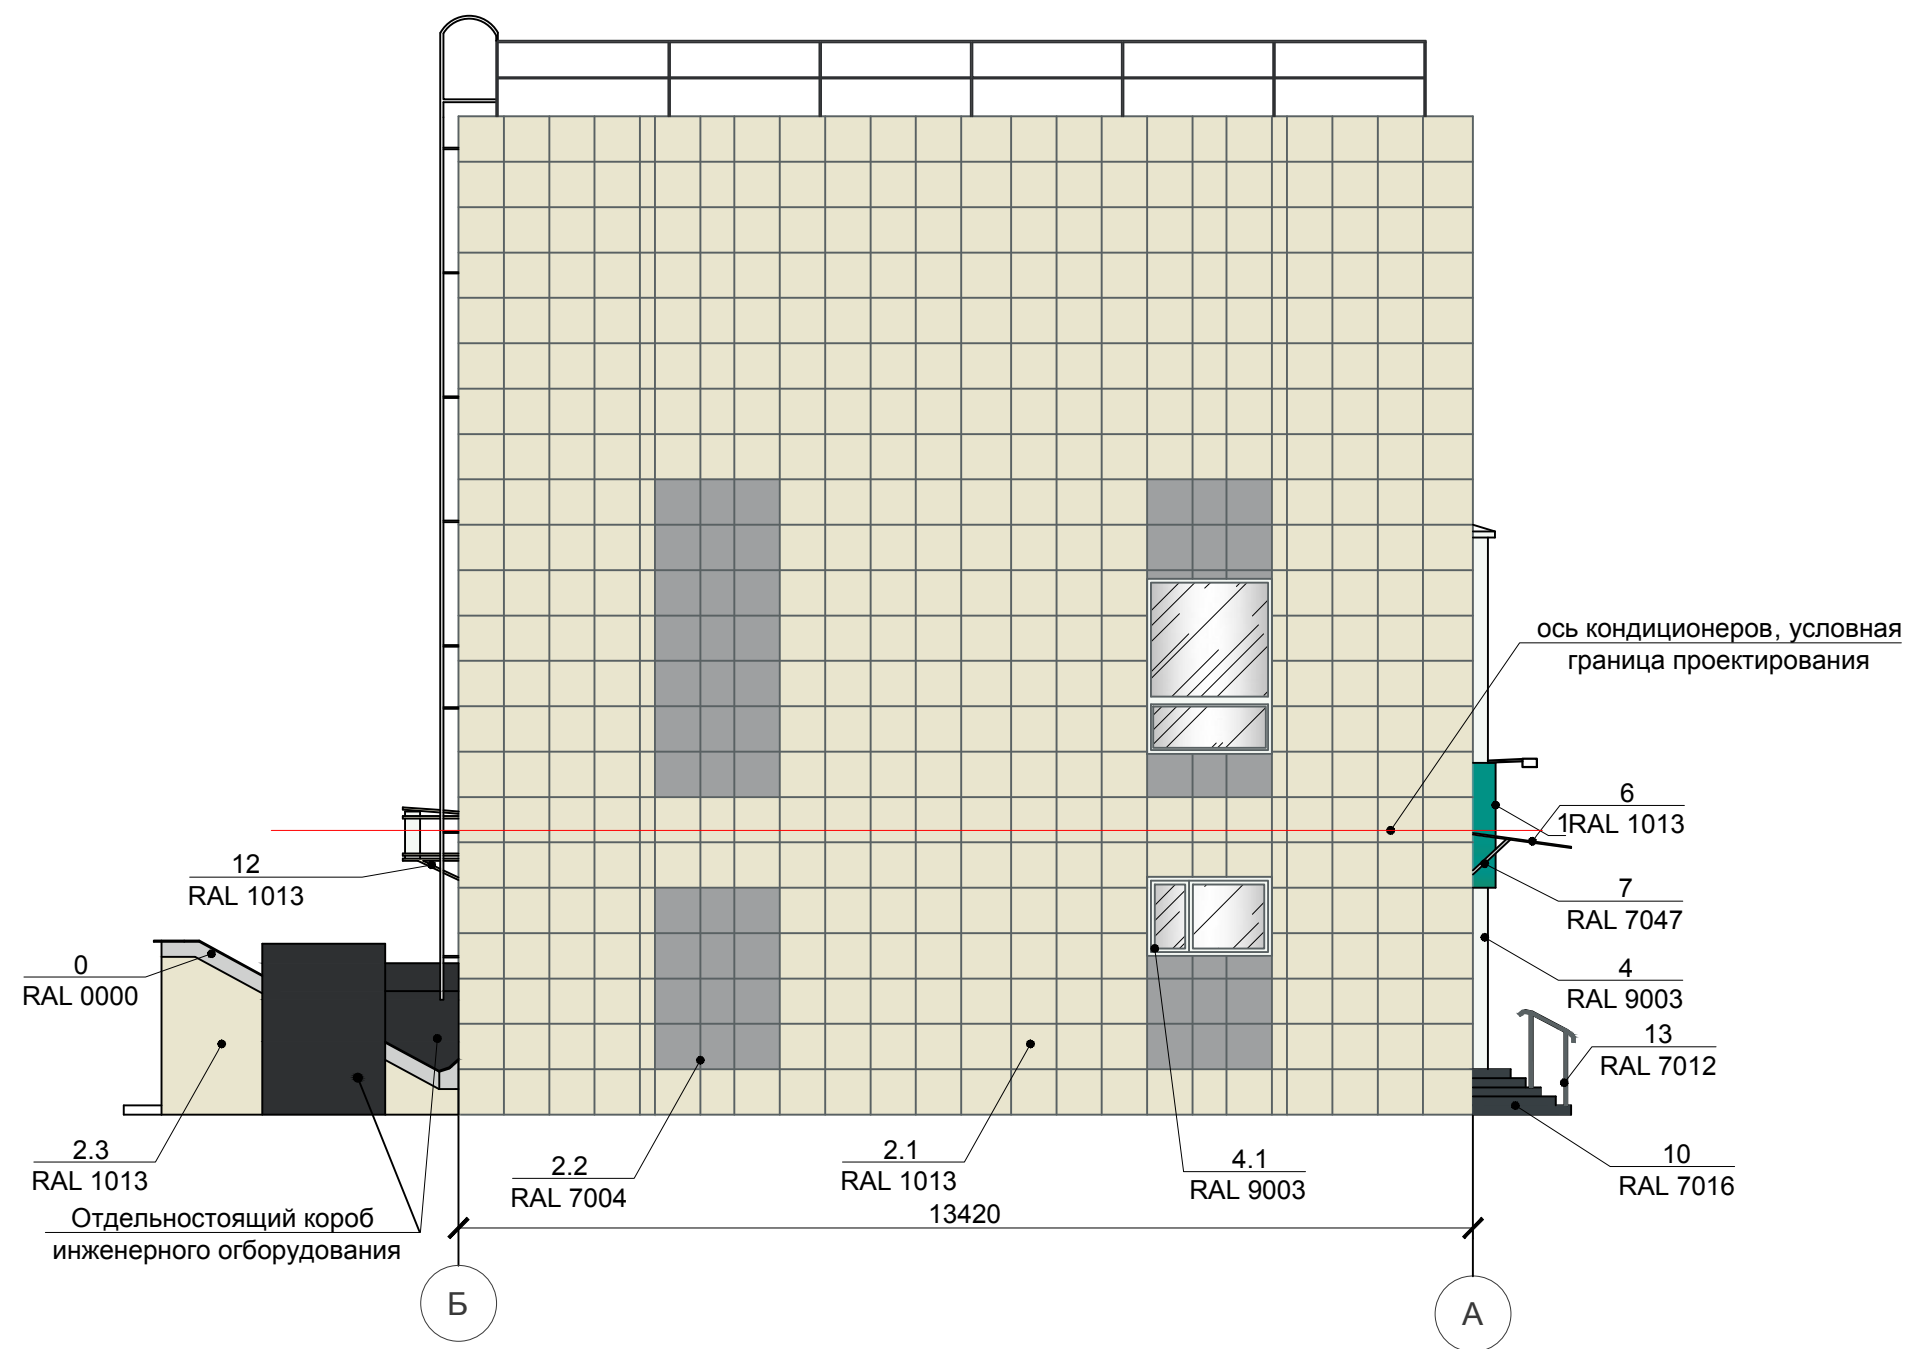 ось кондиционеров, условная
граница проектирования
6
1RAL 1013
12
RAL 1013
7
RAL 7047
0
RAL 0000
4
RAL 9003
13
RAL 7012
2.3
RAL 1013
2.2
RAL 7004
2.1
RAL 1013
4.1
RAL 9003
10
RAL 7016
Отдельностоящий короб
инженерного огборудования
13420
Б
А